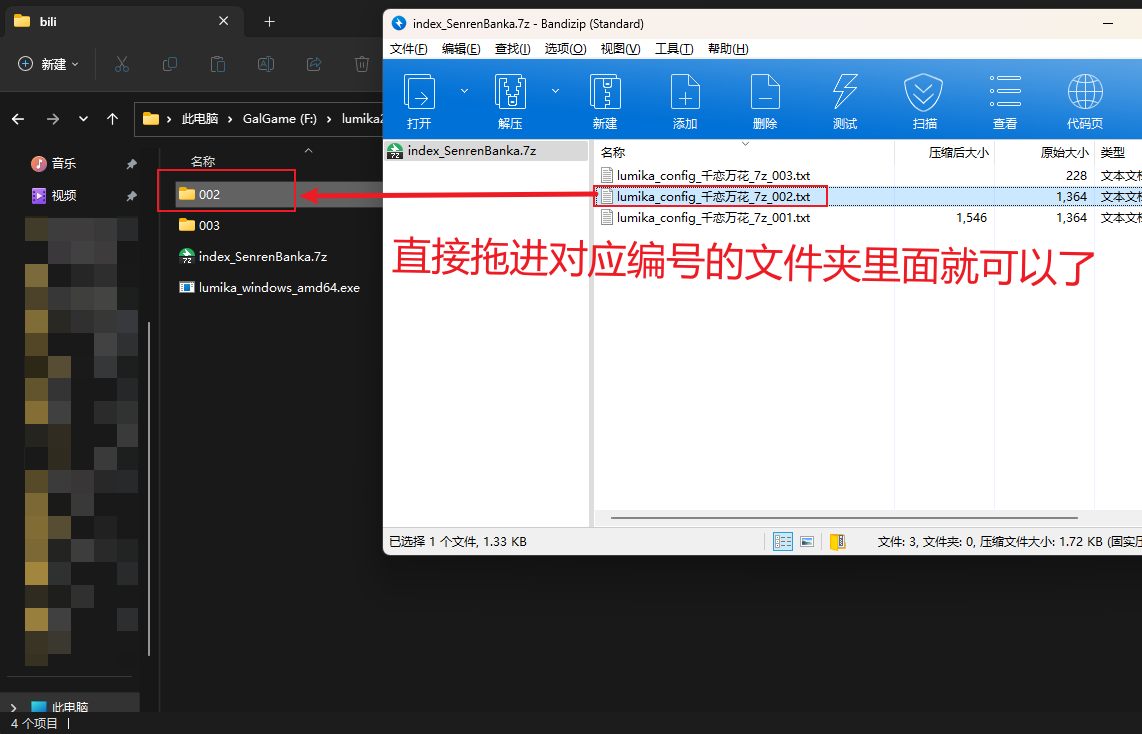 bili
新建
此电脑 > GalGame (F:) > lumika2
音乐
视频
此电脑
4 个项目
名称
002
003
index_SenrenBanka.7z
lumika_windows_amd64.exe
index_SenrenBanka.7z - Bandizip (Standard)
文件(F) 编辑(E) 查找(I) 选项(O) 视图(V) 工具(T) 帮助(H)
打开 解压 新建 添加 删除 测试 扫描 查看 代码页
index_SenrenBanka.7z
名称 压缩后大小 原始大小 类型
lumika_config_千恋万花_7z_003.txt 228 文本文档
lumika_config_千恋万花_7z_002.txt 1,364 文本文档
lumika_config_千恋万花_7z_001.txt 1,546 1,364 文本文档
直接拖进对应编号的文件夹里面就可以了
已选择 1 个文件, 1.33 KB
文件: 3, 文件夹: 0, 压缩文件大小: 1.72 KB (固实压